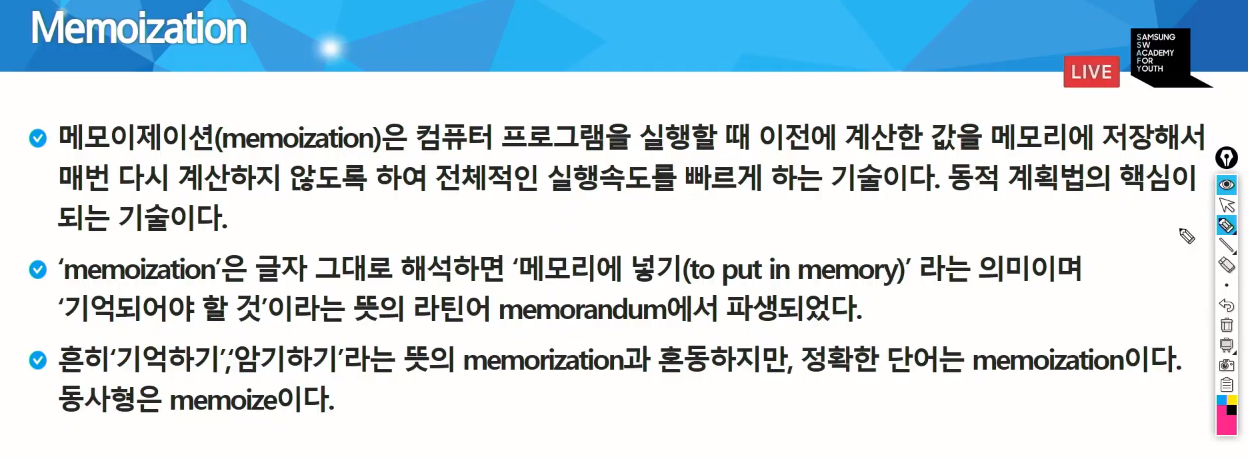 Memoization
LIVE
SAMSUNG
SW
ACADEMY
FOR
YOUTH
메모이제이션(memoization)은 컴퓨터 프로그램을 실행할 때 이전에 계산한 값을 메모리에 저장해서
매번 다시 계산하지 않도록 하여 전체적인 실행속도를 빠르게 하는 기술이다. 동적 계획법의 핵심이
되는 기술이다.
‘memoization’은 글자 그대로 해석하면 ‘메모리에 넣기(to put in memory)’ 라는 의미이며
‘기억되어야 할 것’이라는 뜻의 라틴어 memorandum에서 파생되었다.
흔히‘기억하기’,‘암기하기’라는 뜻의 memorization과 혼동하지만, 정확한 단어는 memoization이다.
동사형은 memoize이다.